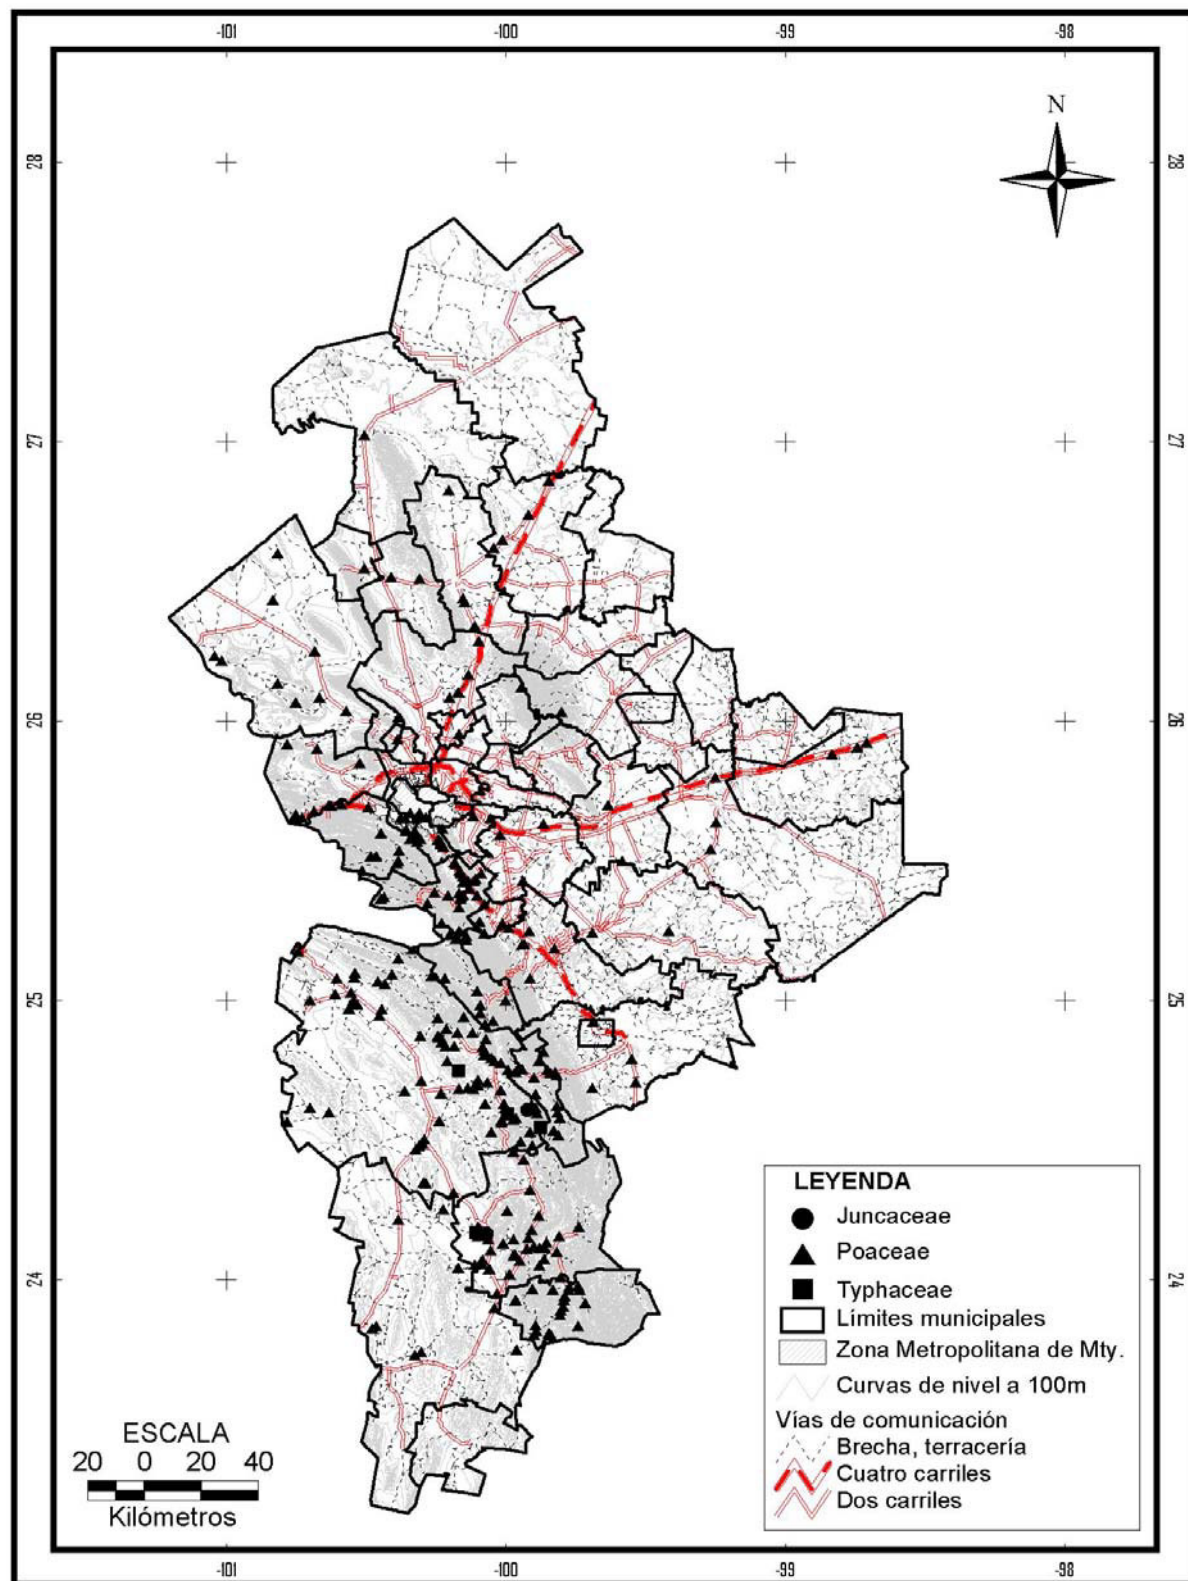 -101 -100 -99 -98
N
28 28
27 27
26 26
25 25
24 24
LEYENDA
Juncaceae
Poaceae
Typhaceae
Límites municipales
Zona Metropolitana de Mty.
Curvas de nivel a 100m
Vías de comunicación
Brecha, terracería
Cuatro carriles
Dos carriles
ESCALA
20 0 20 40
Kilómetros
-101 -100 -99 -98